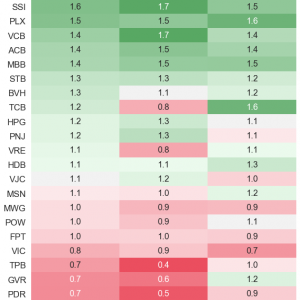 SSI 1.6 1.7 1.5
PLX 1.5 1.5 1.6
VCB 1.4 1.7 1.4
ACB 1.4 1.5 1.4
MBB 1.4 1.5 1.5
STB 1.3 1.3 1.2
BVH 1.3 1.1 1.2
TCB 1.2 0.8 1.6
HPG 1.2 1.2 1.1
PNJ 1.2 1.3 1.1
VRE 1.1 0.8 1.1
HDB 1.1 1.1 1.3
VJC 1.1 1.2 1.0
MSN 1.1 1.0 1.2
MWG 1.0 0.9 0.9
POW 1.0 0.9 1.1
FPT 1.0 1.0 0.9
VIC 0.8 0.9 0.7
TPB 0.7 0.4 1.0
GVR 0.7 0.6 1.2
PDR 0.7 0.5 0.9